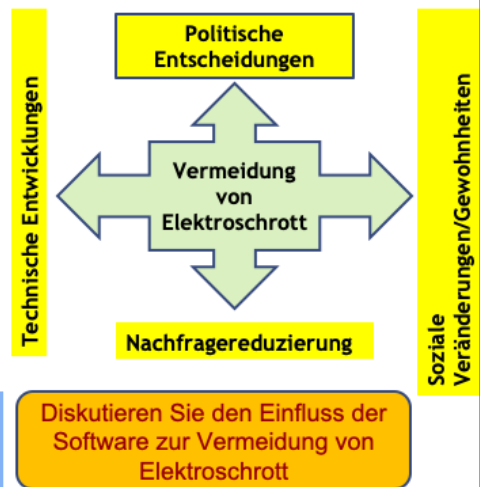 Politische
Entscheidungen
Technische Entwicklungen
Vermeidung
von
Elektroschrott
Soziale
Veränderungen/Gewohnheiten
Nachfragereduzierung
Diskutieren Sie den Einfluss der
Software zur Vermeidung von
Elektroschrott